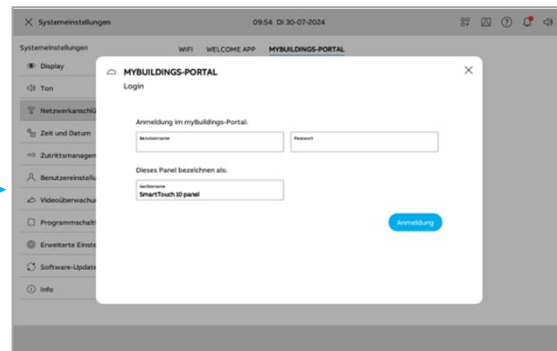 Systemeinstellungen
09:54 DI 30-07-2024
Systemeinstellungen
WIFI WELCOME APP MYBUILDINGS-PORTAL
Display
Ton
Netzwerkanschlü
Zeit und Datum
Zutrittsmanagem
Benutzereinstellu
Videoüberwachu
Programmschalt
Erweiterte Einste
Software-Update
Info
MYBUILDINGS-PORTAL
Login
Anmeldung im myBuildings-Portal:
Benutzername
Passwort
Dieses Panel bezeichnen als:
Gerätename
SmartTouch 10 panel
Anmeldung